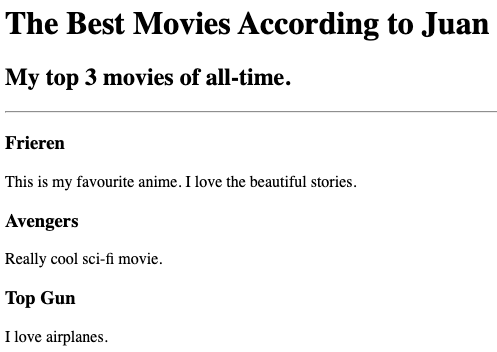 The Best Movies According to Juan
My top 3 movies of all-time.
Frieren
This is my favourite anime. I love the beautiful stories.
Avengers
Really cool sci-fi movie.
Top Gun
I love airplanes.